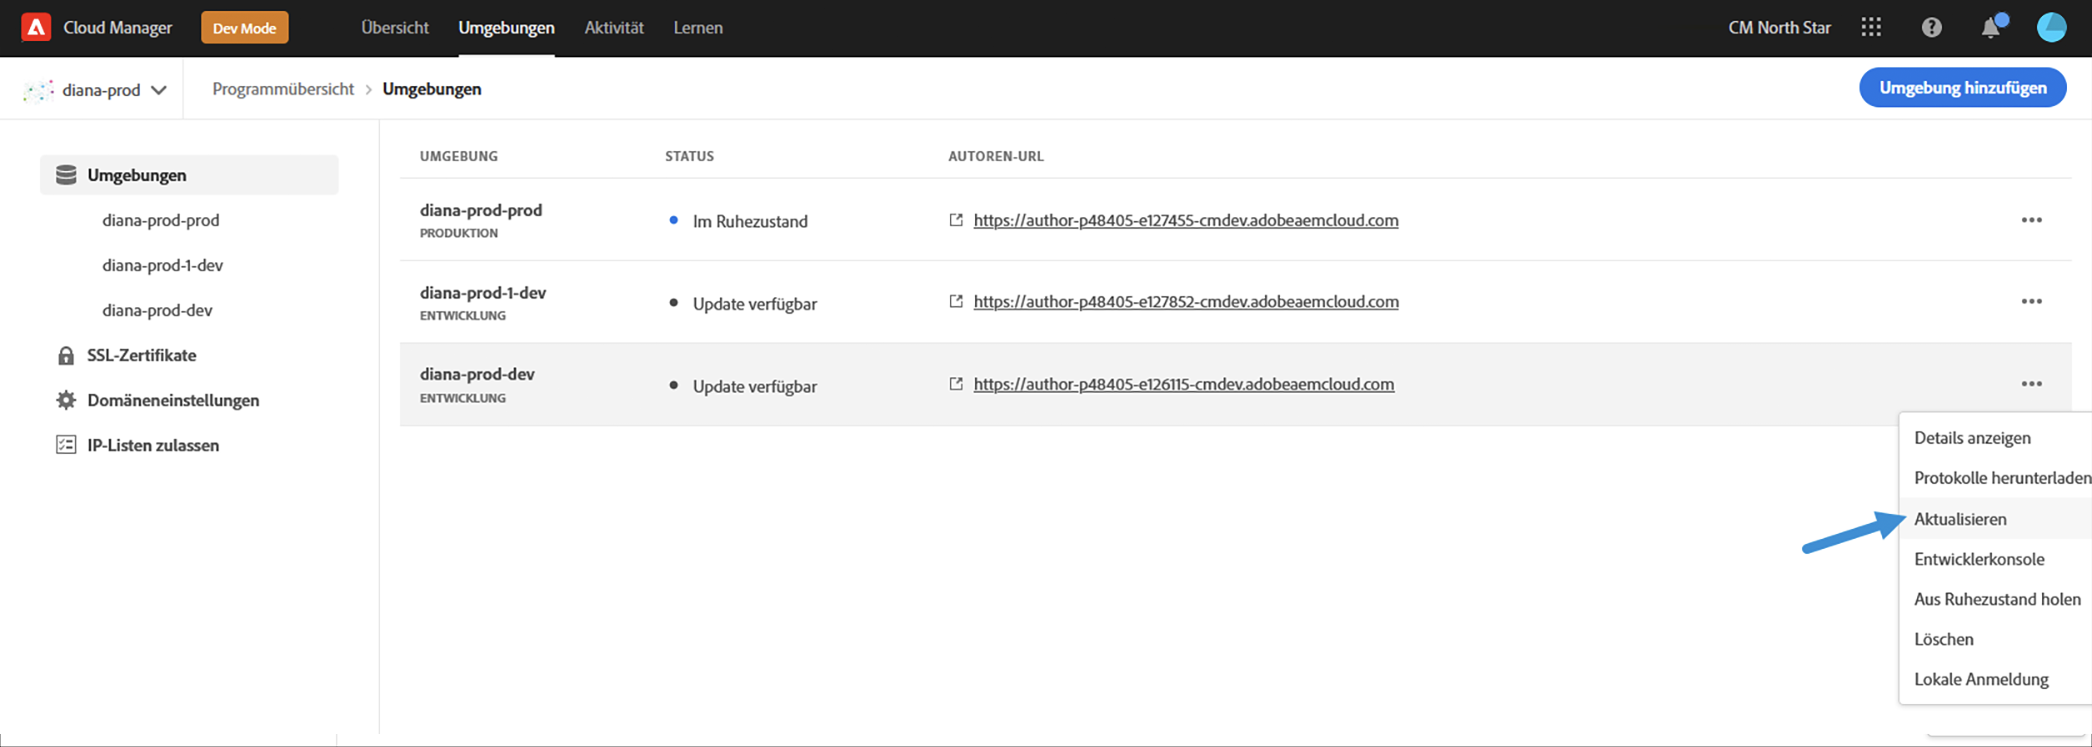 Cloud Manager
Dev Mode
Übersicht
Umgebungen
Aktivität
Lernen
CM North Star
diana-prod
Programmübersicht > Umgebungen
Umgebung hinzufügen
Umgebungen
diana-prod-prod
diana-prod-1-dev
diana-prod-dev
SSL-Zertifikate
Domäneneinstellungen
IP-Listen zulassen
UMGEBUNG STATUS AUTOREN-URL
diana-prod-prod
PRODUKTION
Im Ruhezustand
https://author-p48405-e127455-cmdev.adobeaemcloud.com
diana-prod-1-dev
ENTWICKLUNG
Update verfügbar
https://author-p48405-e127852-cmdev.adobeaemcloud.com
diana-prod-dev
ENTWICKLUNG
Update verfügbar
https://author-p48405-e126115-cmdev.adobeaemcloud.com
Details anzeigen
Protokolle herunterladen
Aktualisieren
Entwicklerkonsole
Aus Ruhezustand holen
Löschen
Lokale Anmeldung